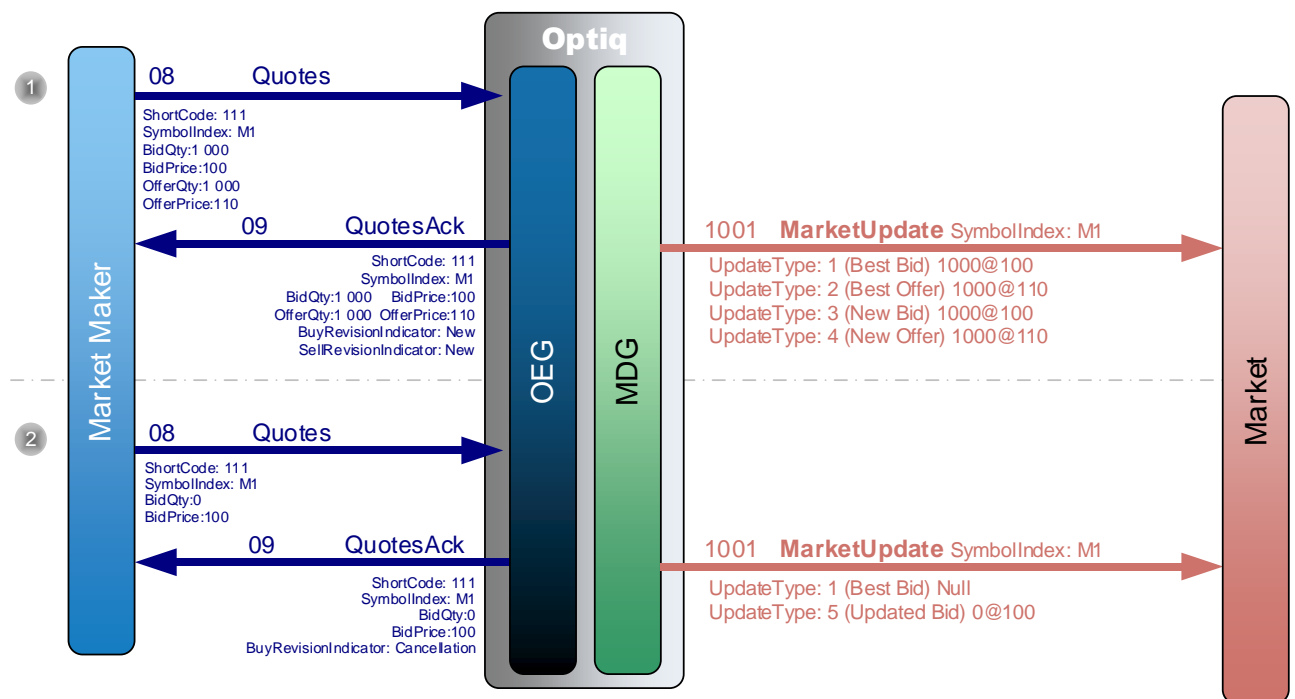 Optiq
1
08 Quotes
ShortCode: 111
SymbolIndex: M1
BidQty:1 000
BidPrice:100
OfferQty:1 000
OfferPrice:110
09 QuotesAck
ShortCode: 111
SymbolIndex: M1
BidQty:1 000 BidPrice:100
OfferQty:1 000 OfferPrice:110
BuyRevisionIndicator: New
SellRevisionIndicator: New
1001 MarketUpdate SymbolIndex: M1
UpdateType: 1 (Best Bid) 1000@100
UpdateType: 2 (Best Offer) 1000@110
UpdateType: 3 (New Bid) 1000@100
UpdateType: 4 (New Offer) 1000@110
Market Maker
OEG
MDG
Market
2
08 Quotes
ShortCode: 111
SymbolIndex: M1
BidQty:0
BidPrice:100
09 QuotesAck
ShortCode: 111
SymbolIndex: M1
BidQty:0
BidPrice:100
BuyRevisionIndicator: Cancellation
1001 MarketUpdate SymbolIndex: M1
UpdateType: 1 (Best Bid) Null
UpdateType: 5 (Updated Bid) 0@100